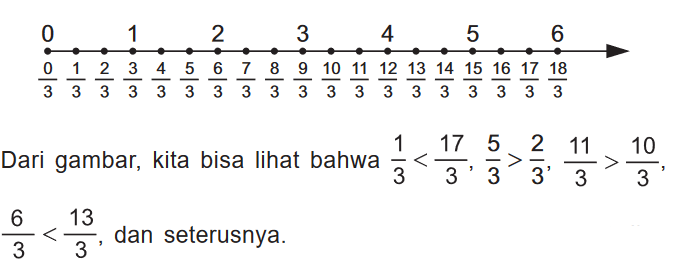 0 1 2 3 4 5 6
0/3 1/3 2/3 3/3 4/3 5/3 6/3 7/3 8/3 9/3 10/3 11/3 12/3 13/3 14/3 15/3 16/3 17/3 18/3
Dari gambar, kita bisa lihat bahwa 1/3 < 17/3, 5/3 > 2/3, 11/3 > 10/3,
6/3 < 13/3, dan seterusnya.